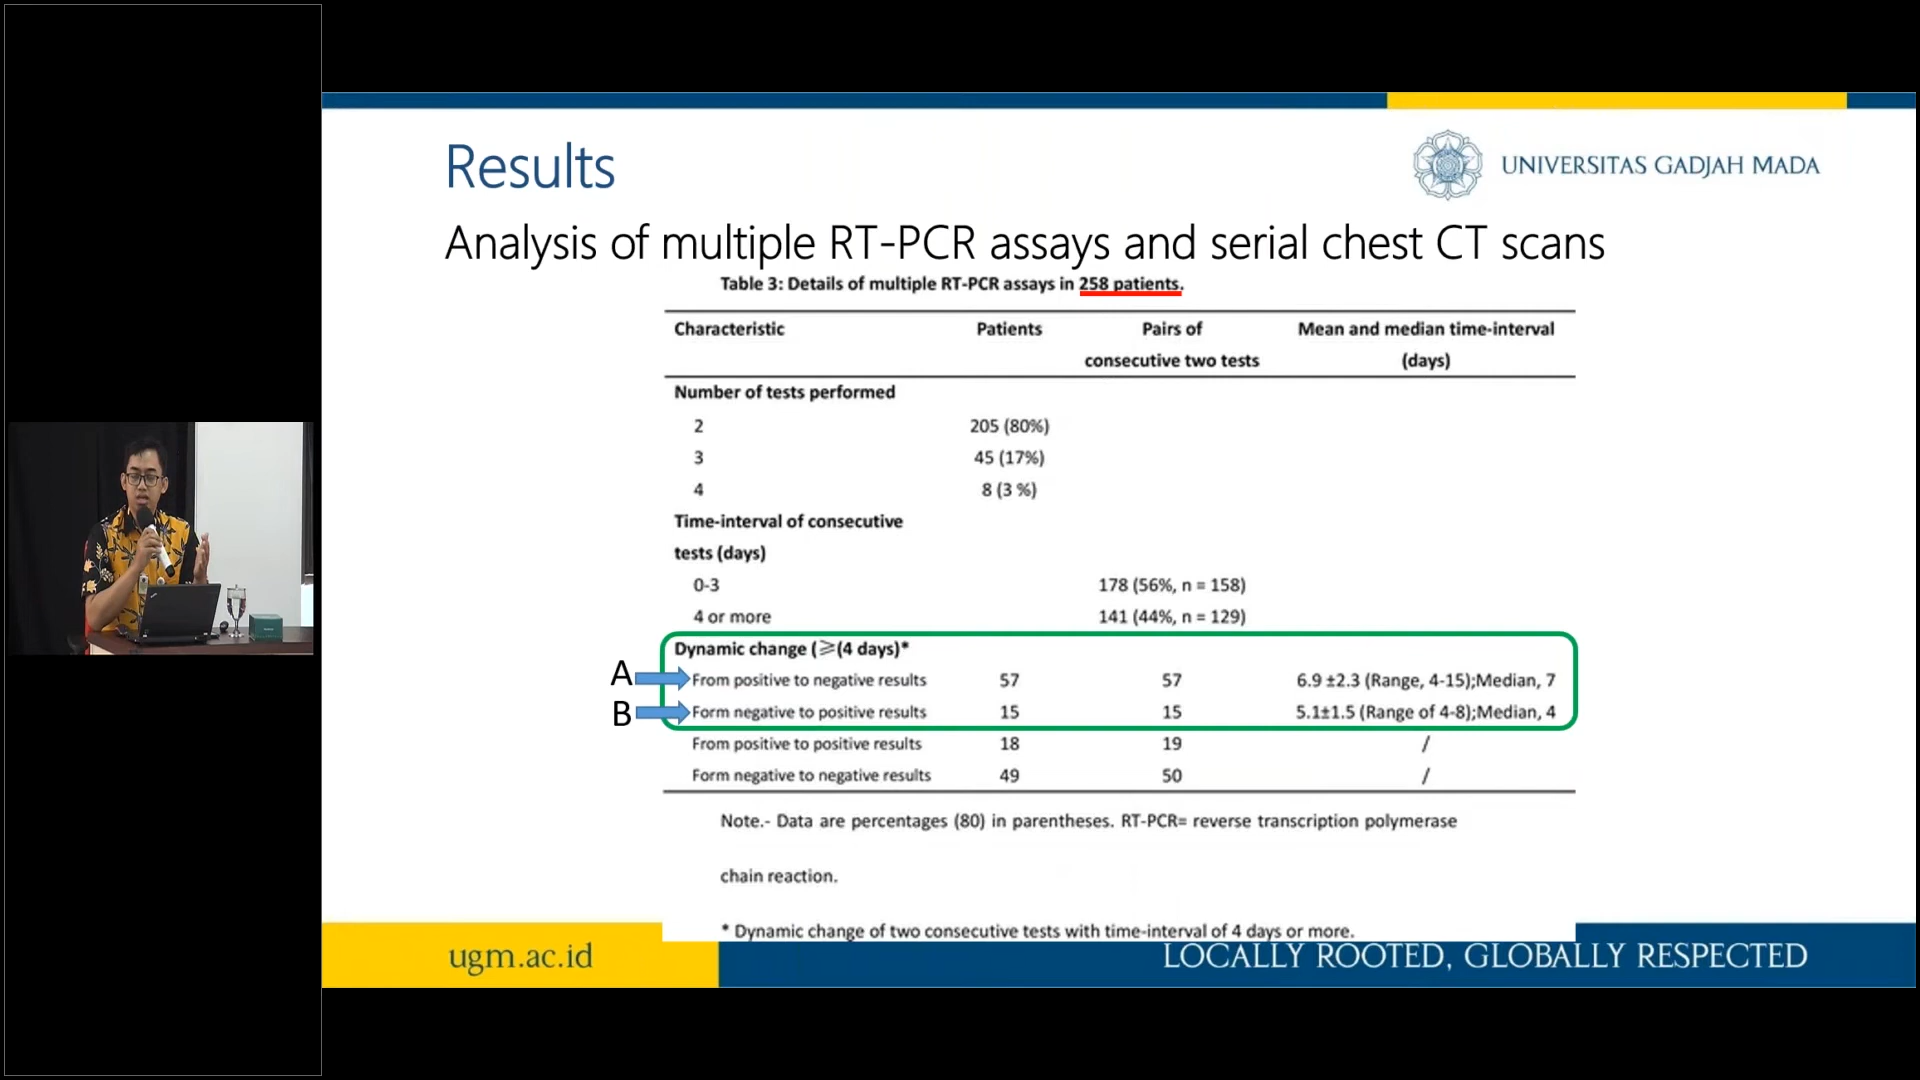 Results
UNIVERSITAS GADJAH MADA
Analysis of multiple RT-PCR assays and serial chest CT scans
Table 3: Details of multiple RT-PCR assays in 258 patients.
Characteristic Patients Pairs of Mean and median time-interval
consecutive two tests (days)
Number of tests performed
2 205 (80%)
3 45 (17%)
4 8 (3 %)
Time-interval of consecutive
tests (days)
0-3 178 (56%, n = 158)
4 or more 141 (44%, n = 129)
Dynamic change (≥(4 days)*
A From positive to negative results 57 57 6.9 ±2.3 (Range, 4-15);Median, 7
B Form negative to positive results 15 15 5.1±1.5 (Range of 4-8);Median, 4
From positive to positive results 18 19 /
Form negative to negative results 49 50 /
Note.- Data are percentages (80) in parentheses. RT-PCR= reverse transcription polymerase
chain reaction.
* Dynamic change of two consecutive tests with time-interval of 4 days or more.
ugm.ac.id
LOCALLY ROOTED, GLOBALLY RESPECTED